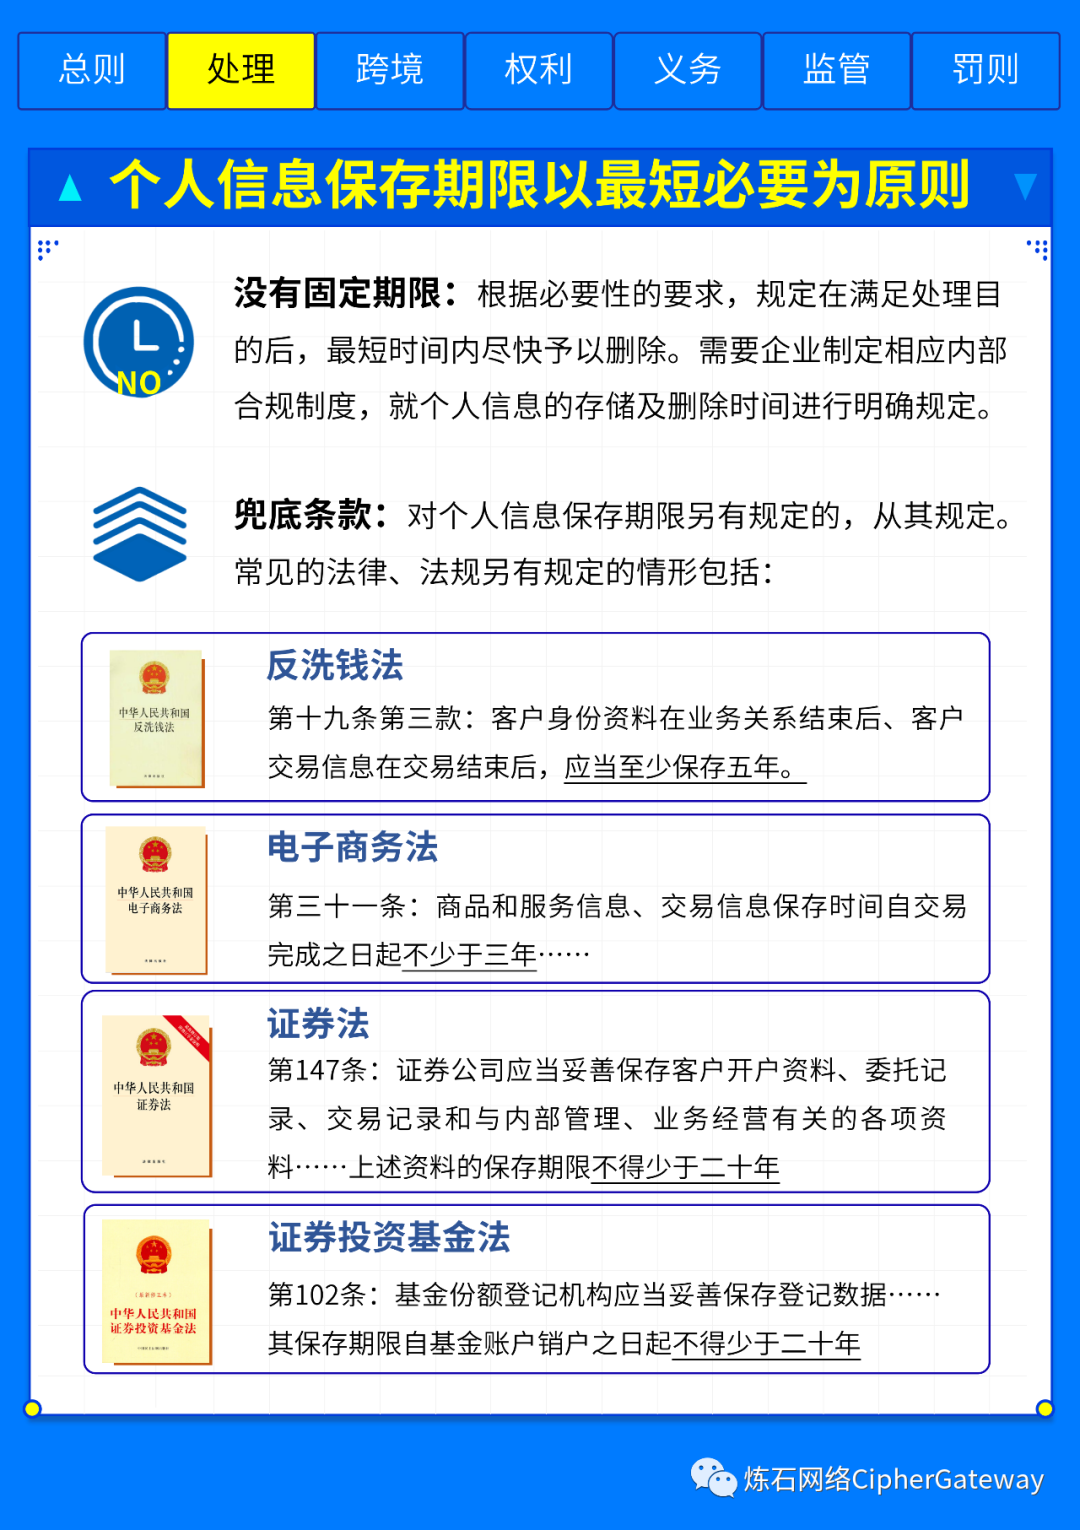 总则 处理 跨境 权利 义务 监管 罚则
个人信息保存期限以最短必要为原则
NO
没有固定期限：根据必要性的要求，规定在满足处理目
的后，最短时间内尽快予以删除。需要企业制定相应内部
合规制度，就个人信息的存储及删除时间进行明确规定。
兜底条款：对个人信息保存期限另有规定的，从其规定。
常见的法律、法规另有规定的情形包括：
中华人民共和国
反洗钱法
反洗钱法
第十九条第三款：客户身份资料在业务关系结束后、客户
交易信息在交易结束后，应当至少保存五年。
中华人民共和国
电子商务法
电子商务法
第三十一条：商品和服务信息、交易信息保存时间自交易
完成之日起不少于三年……
中华人民共和国
证券法
证券法
第147条：证券公司应当妥善保存客户开户资料、委托记
录、交易记录和与内部管理、业务经营有关的各项资
料……上述资料的保存期限不得少于二十年
中华人民共和国
证券投资基金法
证券投资基金法
第102条：基金份额登记机构应当妥善保存登记数据……
其保存期限自基金账户销户之日起不得少于二十年
炼石网络CipherGateway